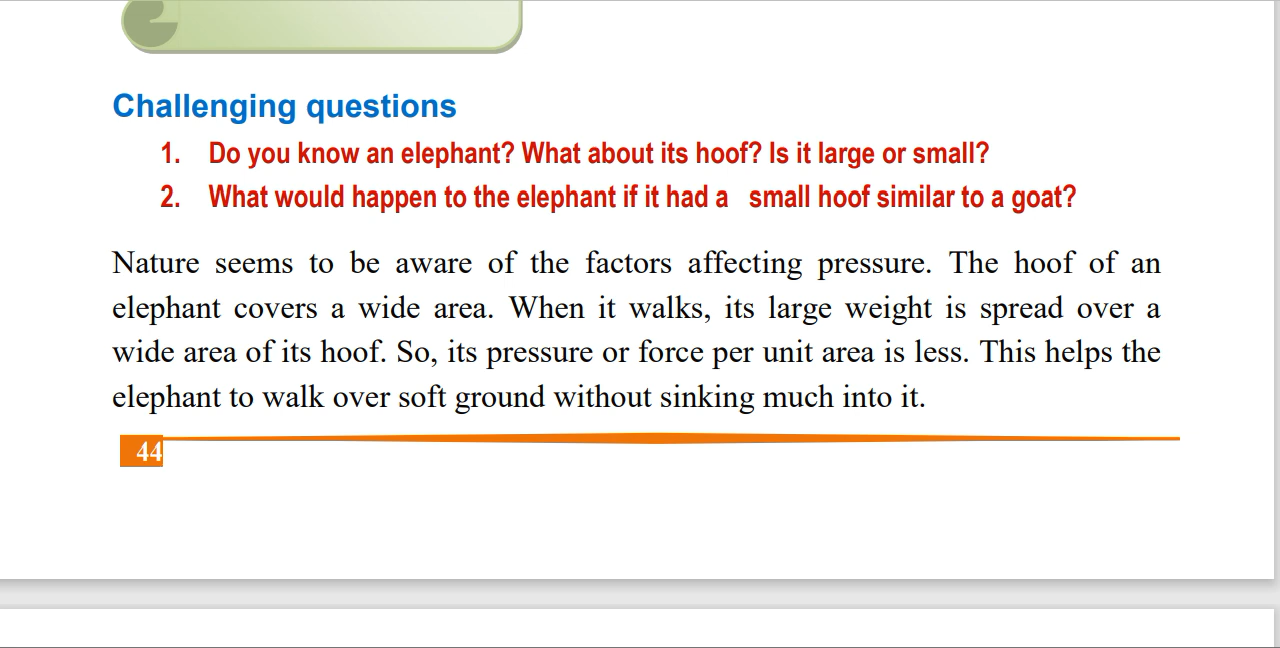 Challenging questions
1. Do you know an elephant? What about its hoof? Is it large or small?
2. What would happen to the elephant if it had a small hoof similar to a goat?
Nature seems to be aware of the factors affecting pressure. The hoof of an
elephant covers a wide area. When it walks, its large weight is spread over a
wide area of its hoof. So, its pressure or force per unit area is less. This helps the
elephant to walk over soft ground without sinking much into it.
44